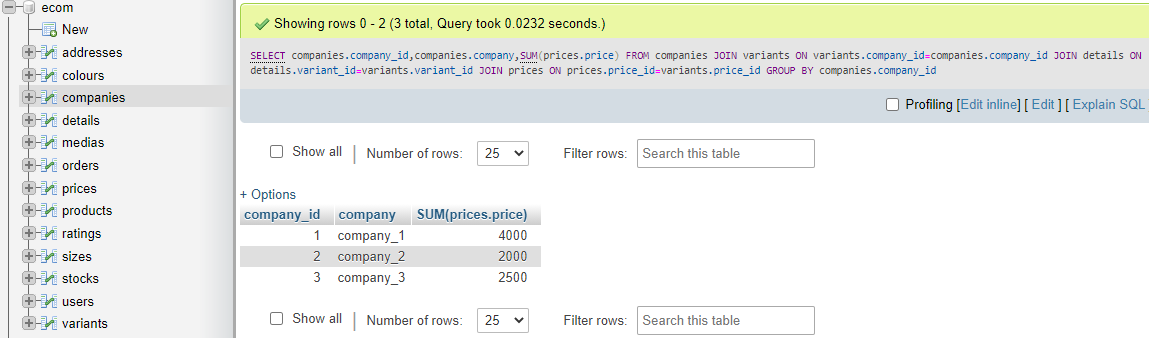 ecom
New
addresses
colours
companies
details
medias
orders
prices
products
ratings
sizes
stocks
users
variants
Showing rows 0 - 2 (3 total, Query took 0.0232 seconds.)
SELECT companies.company_id,companies.company,SUM(prices.price) FROM companies JOIN variants ON variants.company_id=companies.company_id JOIN details ON
details.variant_id=variants.variant_id JOIN prices ON prices.price_id=variants.price_id GROUP BY companies.company_id
Profiling [Edit inline] [ Edit ] [ Explain SQL
Show all | Number of rows: 25 Filter rows: Search this table
+ Options
company_id company SUM(prices.price)
1 company_1 4000
2 company_2 2000
3 company_3 2500
Show all | Number of rows: 25 Filter rows: Search this table